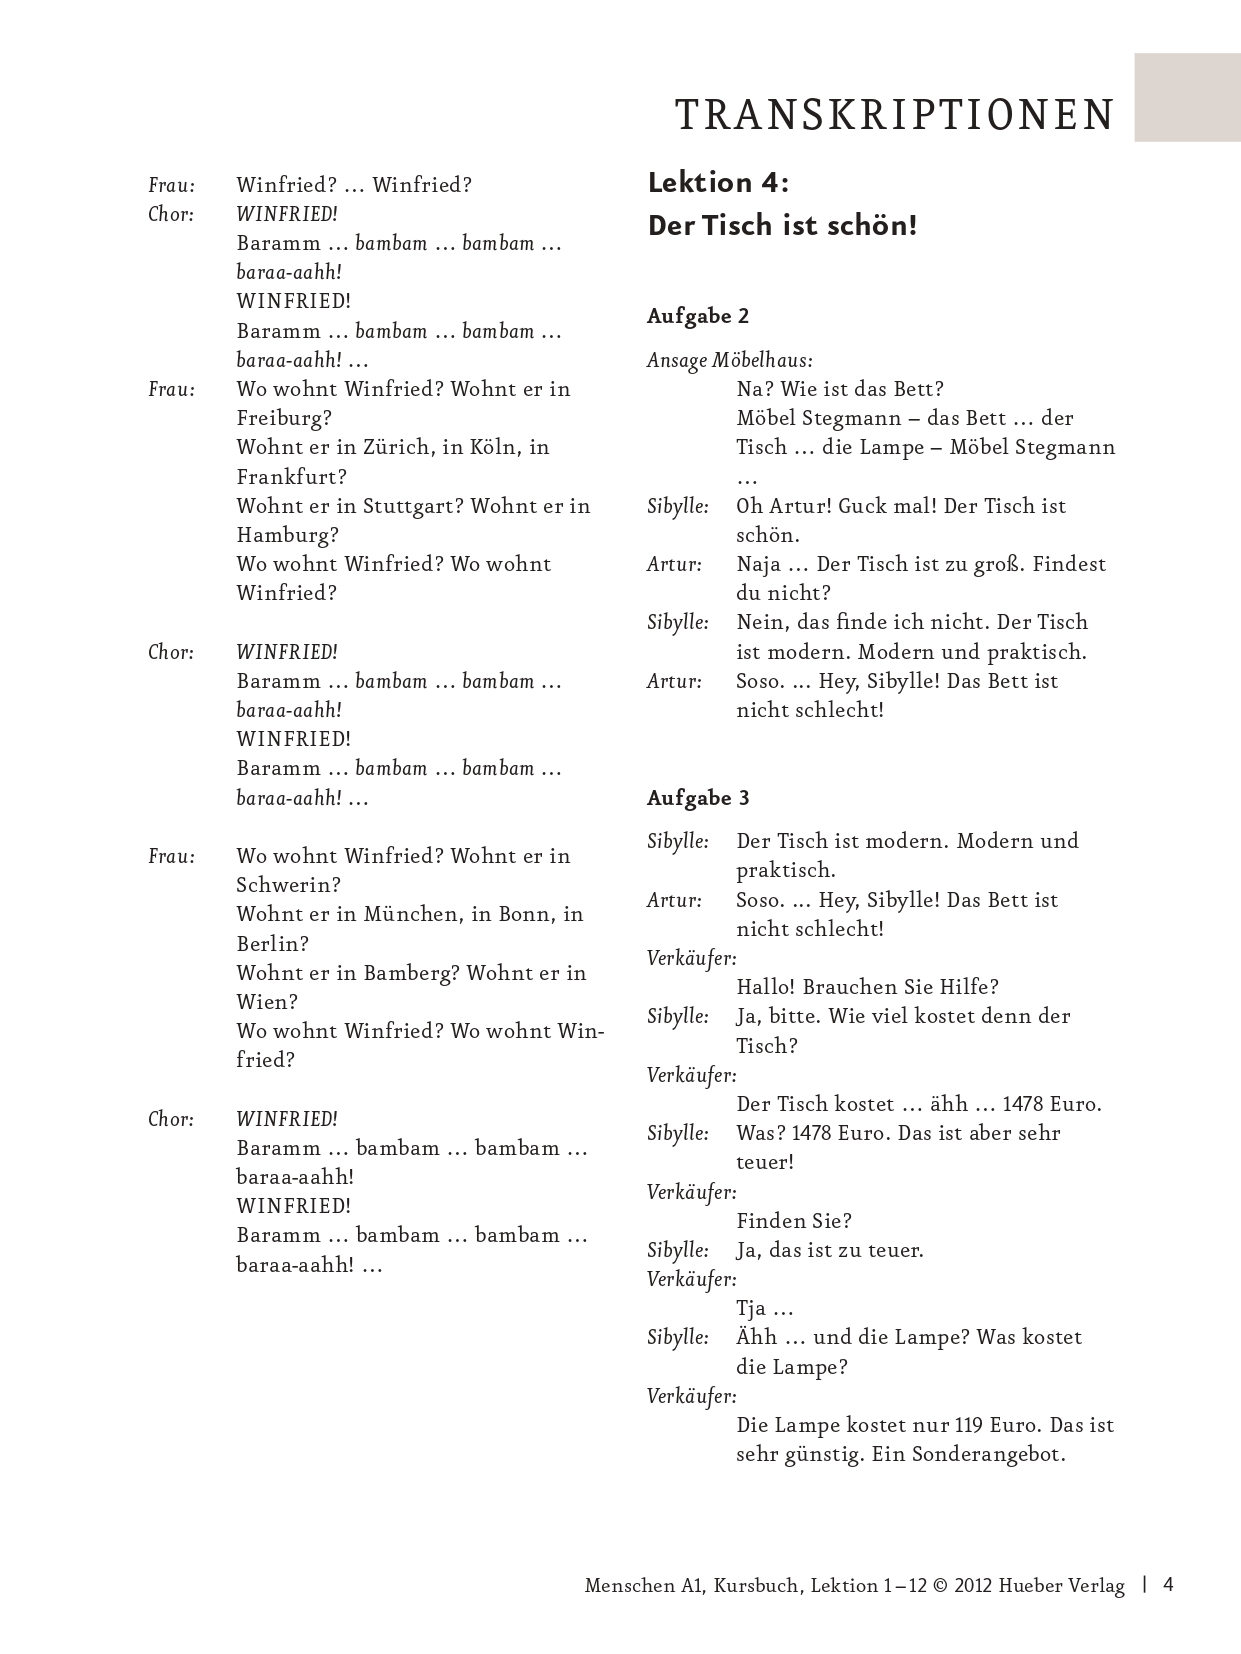 TRANSKRIPTIONEN
Frau: Winfried? … Winfried?
Chor: WINFRIED!
Baramm … bambam … bambam …
baraa-aahh!
WINFRIED!
Baramm … bambam … bambam …
baraa-aahh! …
Frau: Wo wohnt Winfried? Wohnt er in
Freiburg?
Wohnt er in Zürich, in Köln, in
Frankfurt?
Wohnt er in Stuttgart? Wohnt er in
Hamburg?
Wo wohnt Winfried? Wo wohnt
Winfried?
Chor: WINFRIED!
Baramm … bambam … bambam …
baraa-aahh!
WINFRIED!
Baramm … bambam … bambam …
baraa-aahh! …
Frau: Wo wohnt Winfried? Wohnt er in
Schwerin?
Wohnt er in München, in Bonn, in
Berlin?
Wohnt er in Bamberg? Wohnt er in
Wien?
Wo wohnt Winfried? Wo wohnt Win-
fried?
Chor: WINFRIED!
Baramm … bambam … bambam …
baraa-aahh!
WINFRIED!
Baramm … bambam … bambam …
baraa-aahh! …
Lektion 4:
Der Tisch ist schön!
Aufgabe 2
Ansage Möbelhaus:
Na? Wie ist das Bett?
Möbel Stegmann – das Bett … der
Tisch … die Lampe – Möbel Stegmann
…
Sibylle: Oh Artur! Guck mal! Der Tisch ist
schön.
Artur: Naja … Der Tisch ist zu groß. Findest
du nicht?
Sibylle: Nein, das finde ich nicht. Der Tisch
ist modern. Modern und praktisch.
Artur: Soso. ... Hey, Sibylle! Das Bett ist
nicht schlecht!
Aufgabe 3
Sibylle: Der Tisch ist modern. Modern und
praktisch.
Artur: Soso. ... Hey, Sibylle! Das Bett ist
nicht schlecht!
Verkäufer:
Hallo! Brauchen Sie Hilfe?
Sibylle: Ja, bitte. Wie viel kostet denn der
Tisch?
Verkäufer:
Der Tisch kostet … ähh … 1478 Euro.
Sibylle: Was? 1478 Euro. Das ist aber sehr
teuer!
Verkäufer:
Finden Sie?
Sibylle: Ja, das ist zu teuer.
Verkäufer:
Tja …
Sibylle: Ähh … und die Lampe? Was kostet
die Lampe?
Verkäufer:
Die Lampe kostet nur 119 Euro. Das ist
sehr günstig. Ein Sonderangebot.
Menschen A1, Kursbuch, Lektion 1–12 © 2012 Hueber Verlag | 4